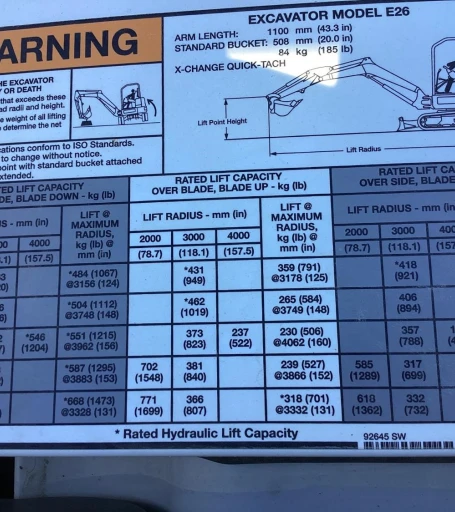 ARNING
HE EXCAVATOR
Y OR DEATH
that exceeds these
ad radii and height.
e weight of all lifting
o determine the net
EXCAVATOR MODEL E26
ARM LENGTH: 1100 mm (43.3 in)
STANDARD BUCKET: 508 mm (20.0 in)
84 kg (185 lb)
X-CHANGE QUICK-TACH
Lift Point Height
Lift Radius
cations conform to ISO Standards.
to change without notice.
point with standard bucket attached
xtended.
TED LIFT CAPACITY
DE, BLADE DOWN - kg (lb)
US - mm (in)
LIFT @ MAXIMUM RADIUS, kg (lb) @ mm (in)
00 4000
.1) (157.5)
*484 (1067) @3156 (124)
*504 (1112) @3748 (148)
*546 (1204) *551 (1215) @3962 (156)
*587 (1295) @3883 (153)
*668 (1473) @3328 (131)
RATED LIFT CAPACITY
OVER BLADE, BLADE UP - kg (lb)
LIFT RADIUS - mm (in)
LIFT @ MAXIMUM RADIUS, kg (lb) @ mm (in)
2000 3000 4000
(78.7) (118.1) (157.5)
*431 (949) 359 (791) @3178 (125)
*462 (1019) 265 (584) @3749 (148)
373 (823) 237 (522) 230 (506) @4062 (160)
702 (1548) 381 (840) 239 (527) @3866 (152)
771 (1699) 366 (807) *318 (701) @3332 (131)
RATED LIFT CA
OVER SIDE, BLADE
LIFT RADIUS - mm (in
2000 3000 400
(78.7) (118.1) (157
*418 (921)
406 (894)
357 (788)
585 (1289) 317 (699)
618 (1362) 332 (732)
* Rated Hydraulic Lift Capacity
92645 SW